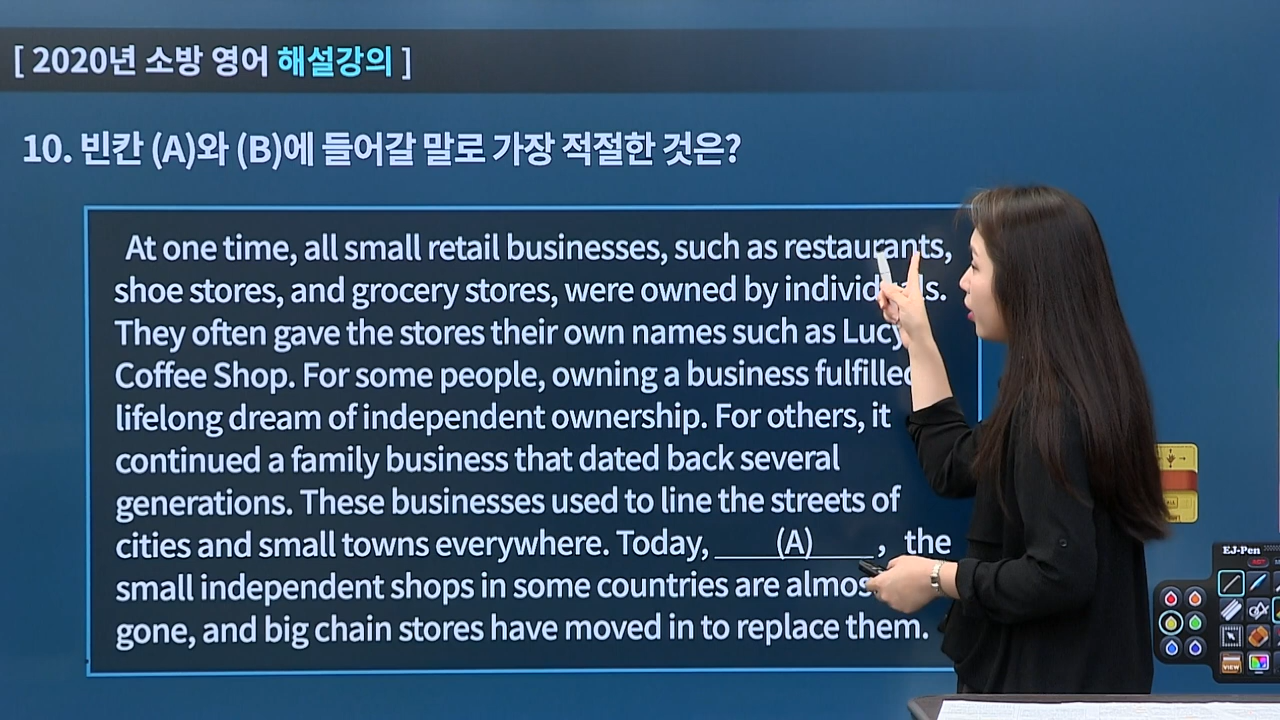 [ 2020년 소방 영어 해설강의 ]
10. 빈칸 (A)와 (B)에 들어갈 말로 가장 적절한 것은?
At one time, all small retail businesses, such as restaurants,
shoe stores, and grocery stores, were owned by individuals.
They often gave the stores their own names such as Lucy
Coffee Shop. For some people, owning a business fulfilled
lifelong dream of independent ownership. For others, it
continued a family business that dated back several
generations. These businesses used to line the streets of
cities and small towns everywhere. Today, ____(A)____, the
small independent shops in some countries are almos
gone, and big chain stores have moved in to replace them.
EJ-Pen
VIEW